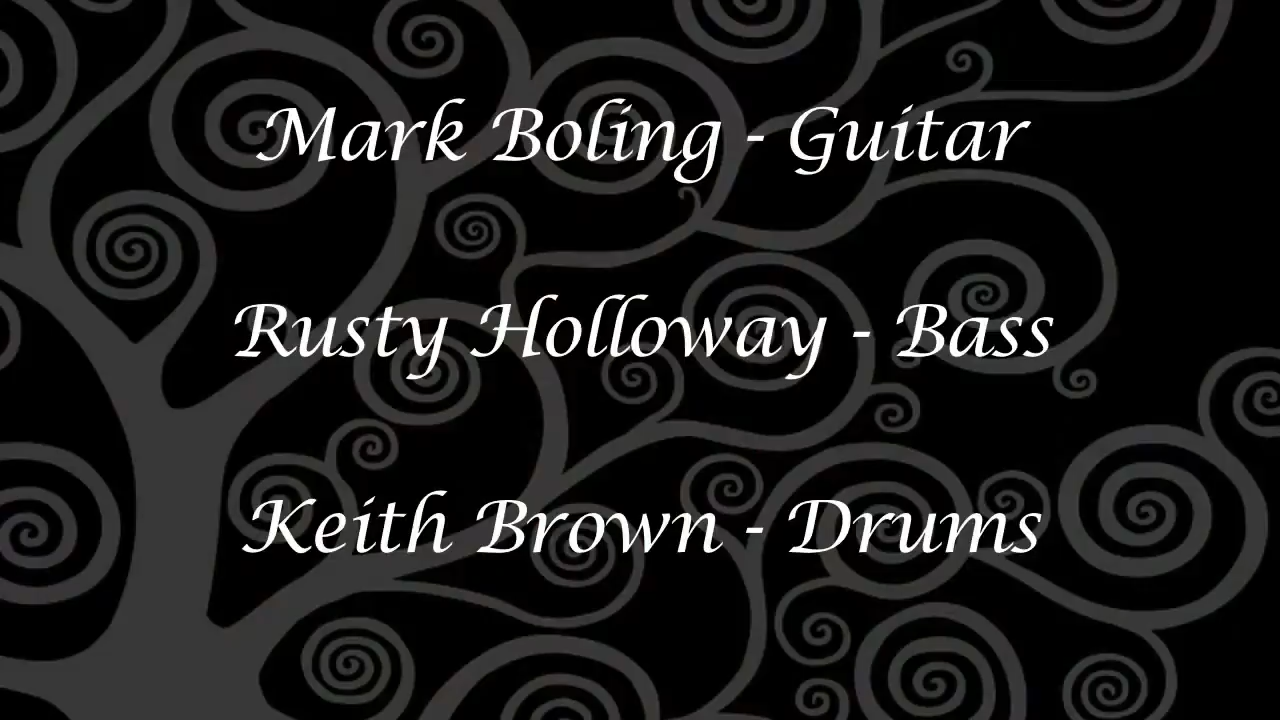 Mark Boling - Guitar
Rusty Holloway - Bass
Keith Brown - Drums